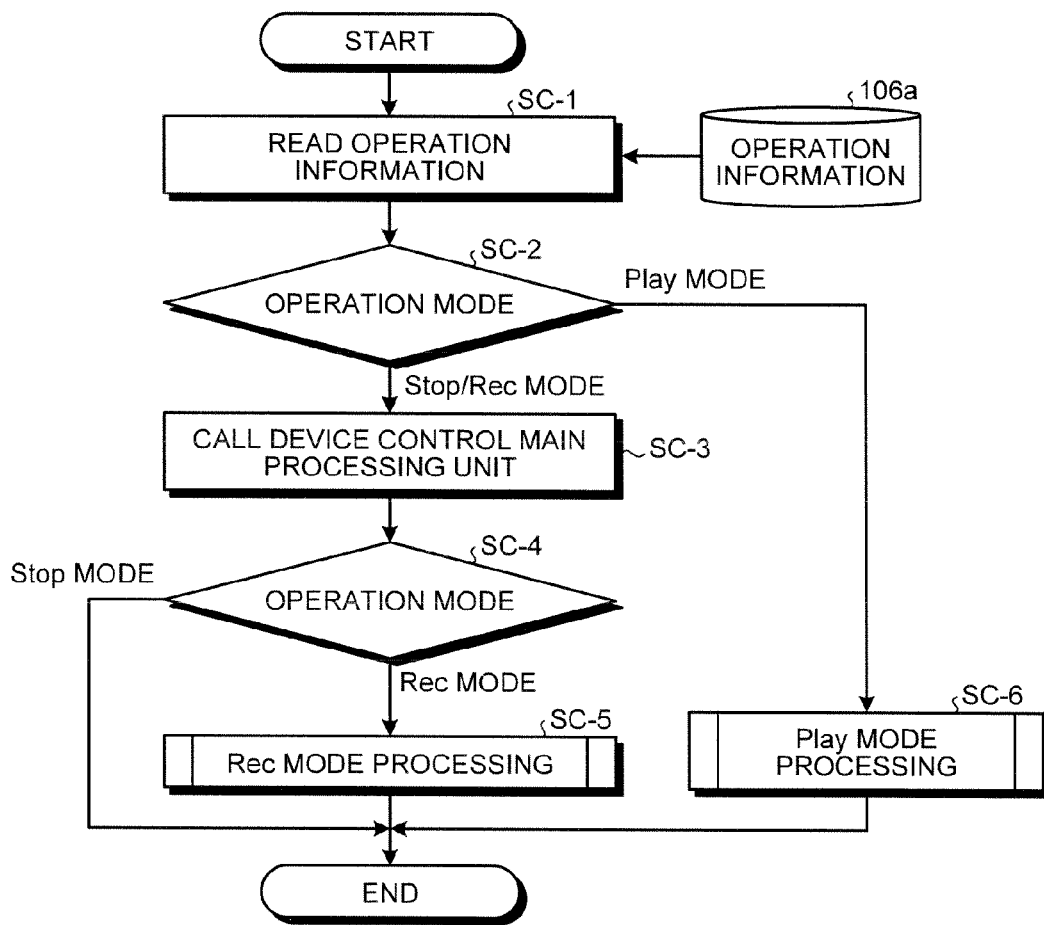 START
SC-1
106a
READ OPERATION
INFORMATION
OPERATION
INFORMATION
SC-2
Play MODE
OPERATION MODE
Stop/Rec MODE
CALL DEVICE CONTROL MAIN
PROCESSING UNIT
SC-3
SC-4
Stop MODE
OPERATION MODE
Rec MODE
SC-5
SC-6
Rec MODE PROCESSING
Play MODE
PROCESSING
END